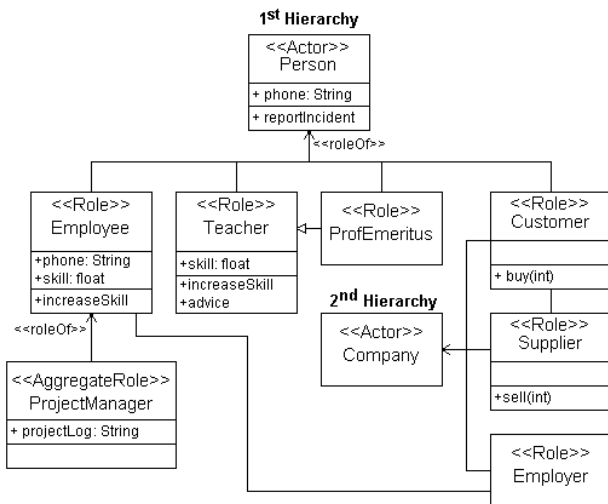 1st Hierarchy
<<Actor>>
Person
+ phone: String
+ reportIncident
<<roleOf>>
<<Role>>
Employee
+phone: String
+skill: float
+increaseSkill
<<Role>>
Teacher
+skill: float
+increaseSkill
+advice
<<Role>>
ProfEmeritus
<<Role>>
Customer
+ buy(int)
2nd Hierarchy
<<Actor>>
Company
<<Role>>
Supplier
+sell(int)
<<roleOf>>
<<AggregateRole>>
ProjectManager
+ projectLog: String
<<Role>>
Employer